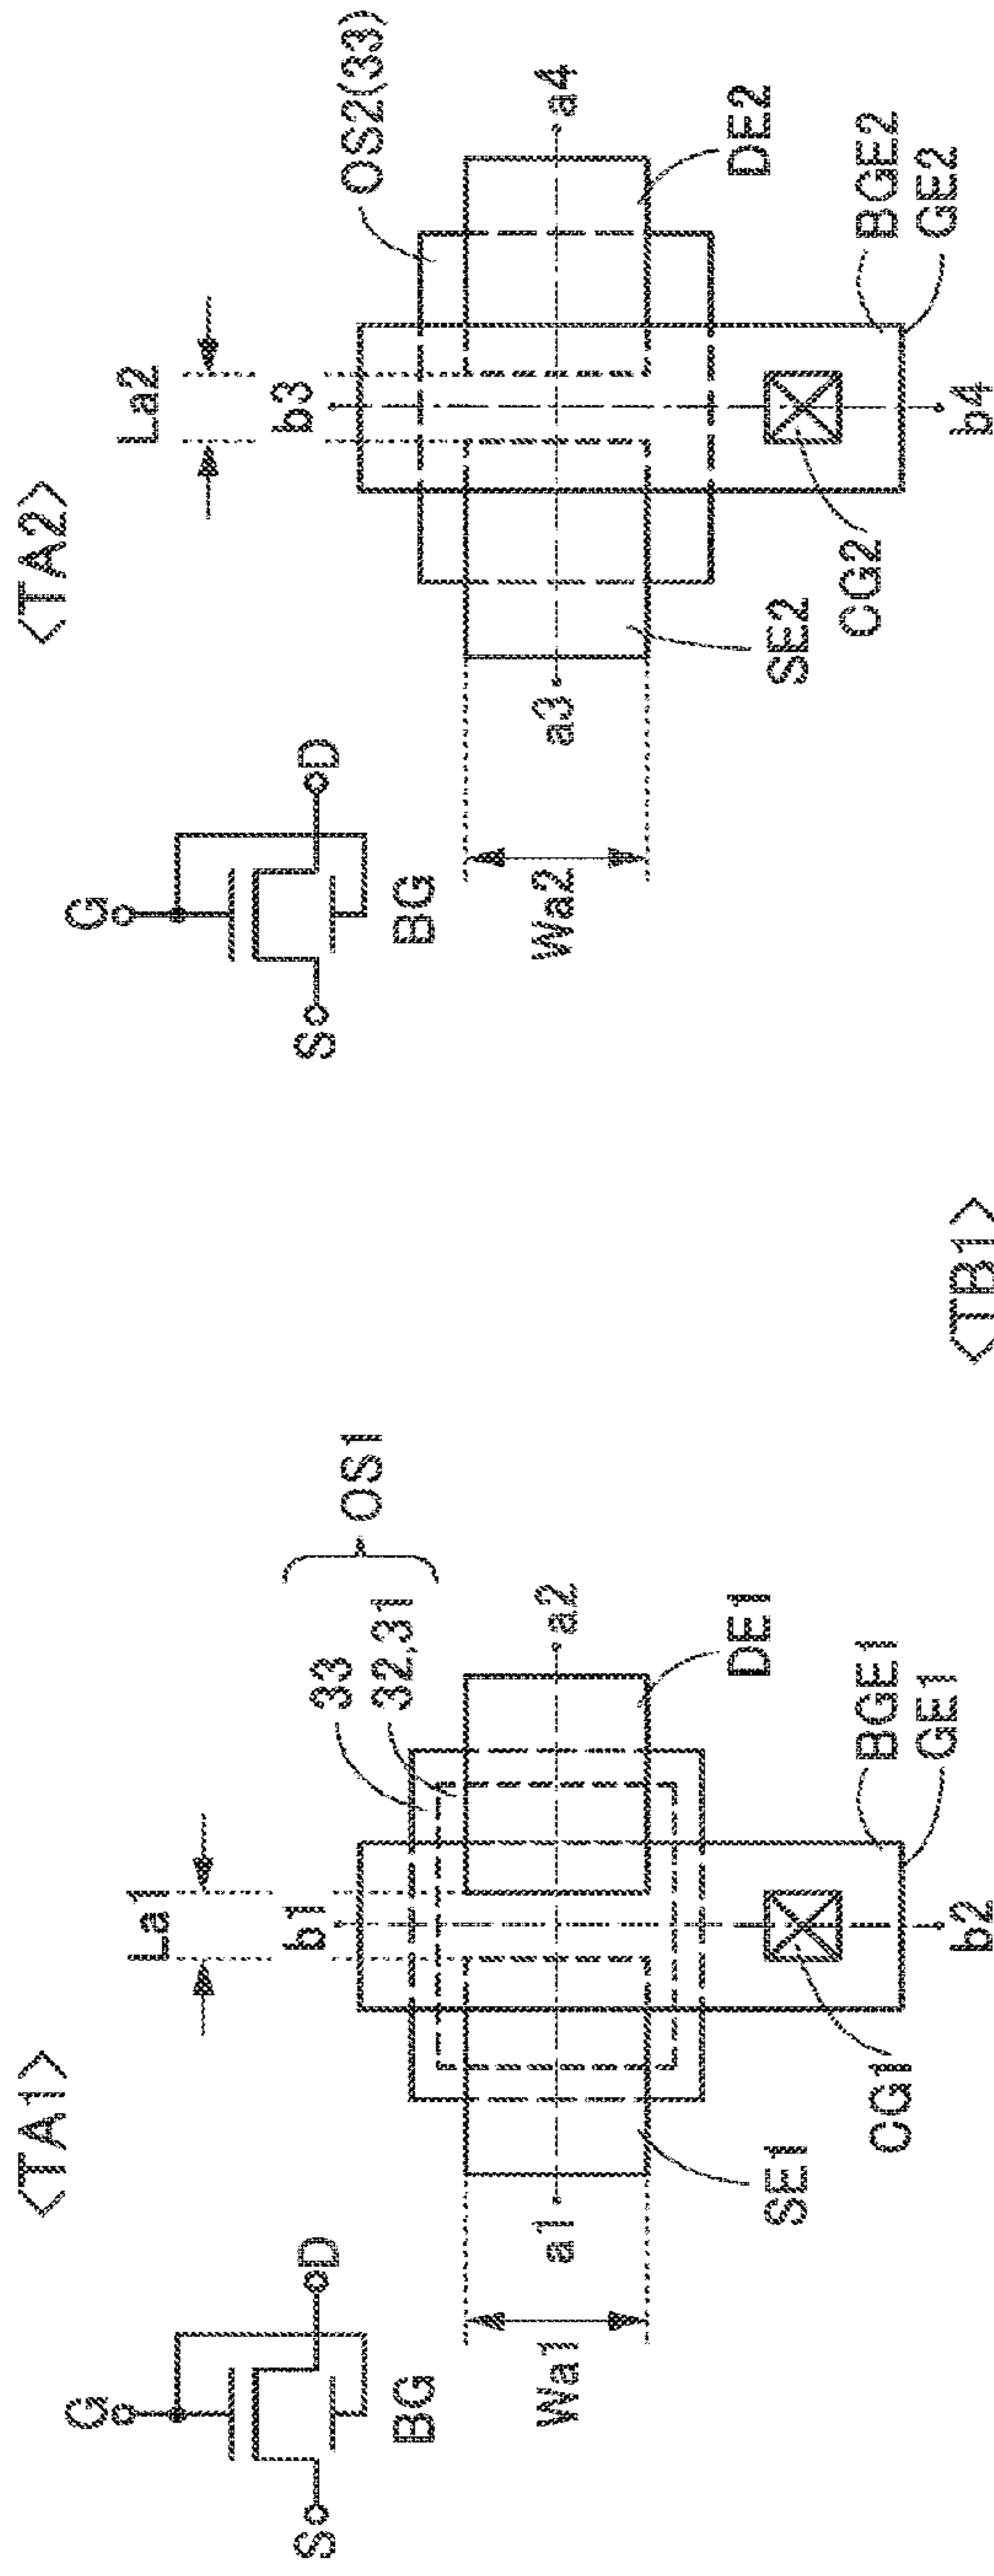 <TA1>
G
S
D
BG
La1
b1
33
32,31
OS1
a1
a2
Wa1
SE1
DE1
CG1
BGE1
GE1
b2
<TA2>
G
S
D
BG
La2
b3
OS2(33)
a3
a4
Wa2
SE2
DE2
CG2
BGE2
GE2
b4
<TB1>